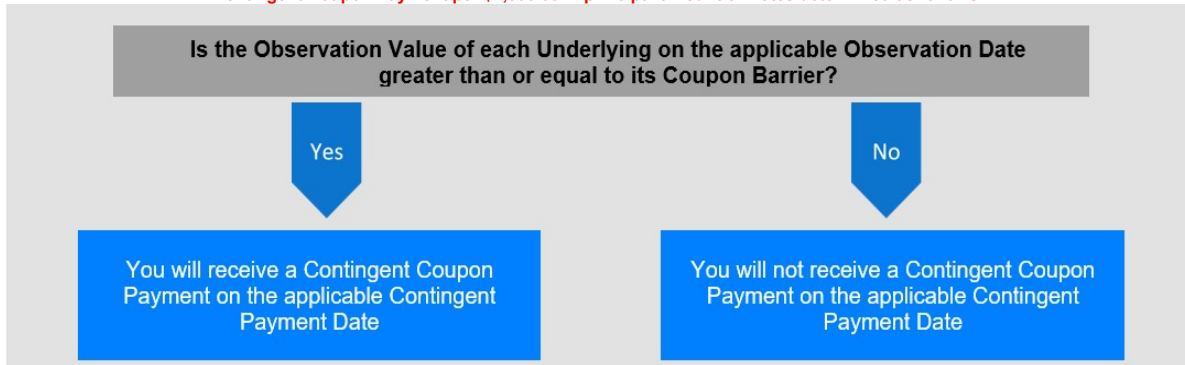 Is the Observation Value of each Underlying on the applicable Observation Date
greater than or equal to its Coupon Barrier?
Yes
No
You will receive a Contingent Coupon
Payment on the applicable Contingent
Payment Date
You will not receive a Contingent Coupon
Payment on the applicable Contingent
Payment Date